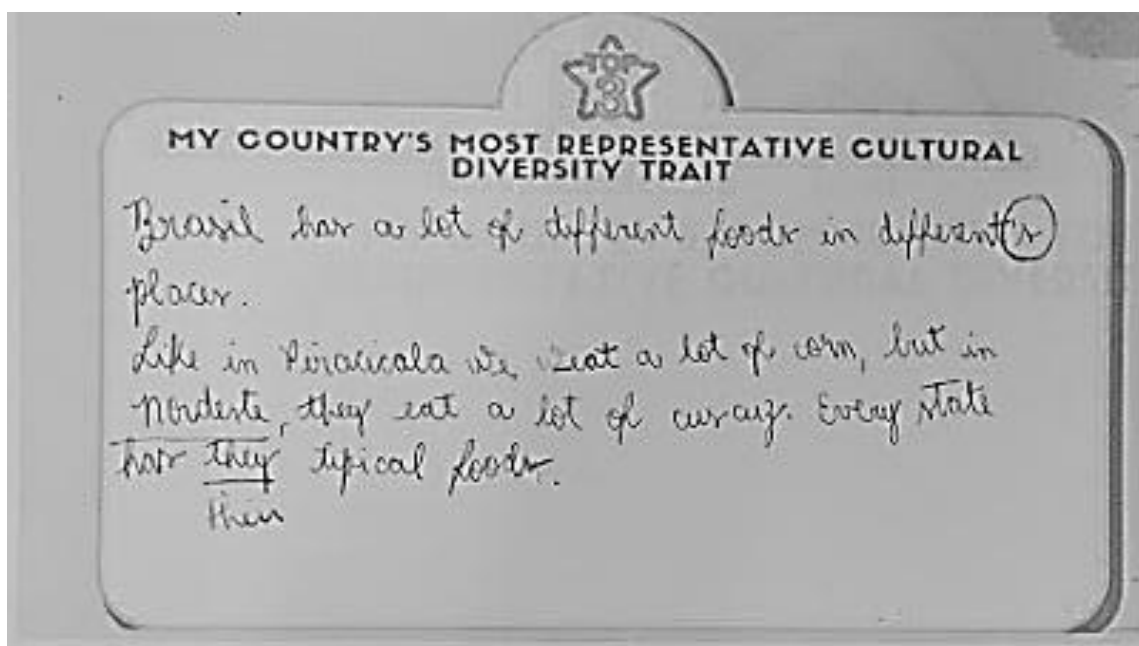 TOP
3
MY COUNTRY'S MOST REPRESENTATIVE CULTURAL
DIVERSITY TRAIT
Brasil has a lot of different foods in different's
places.
Like in Piracicaba we eat a lot of corn, but in
Nordeste, they eat a lot of cuscuz. Every state
has they tipical foods.
their